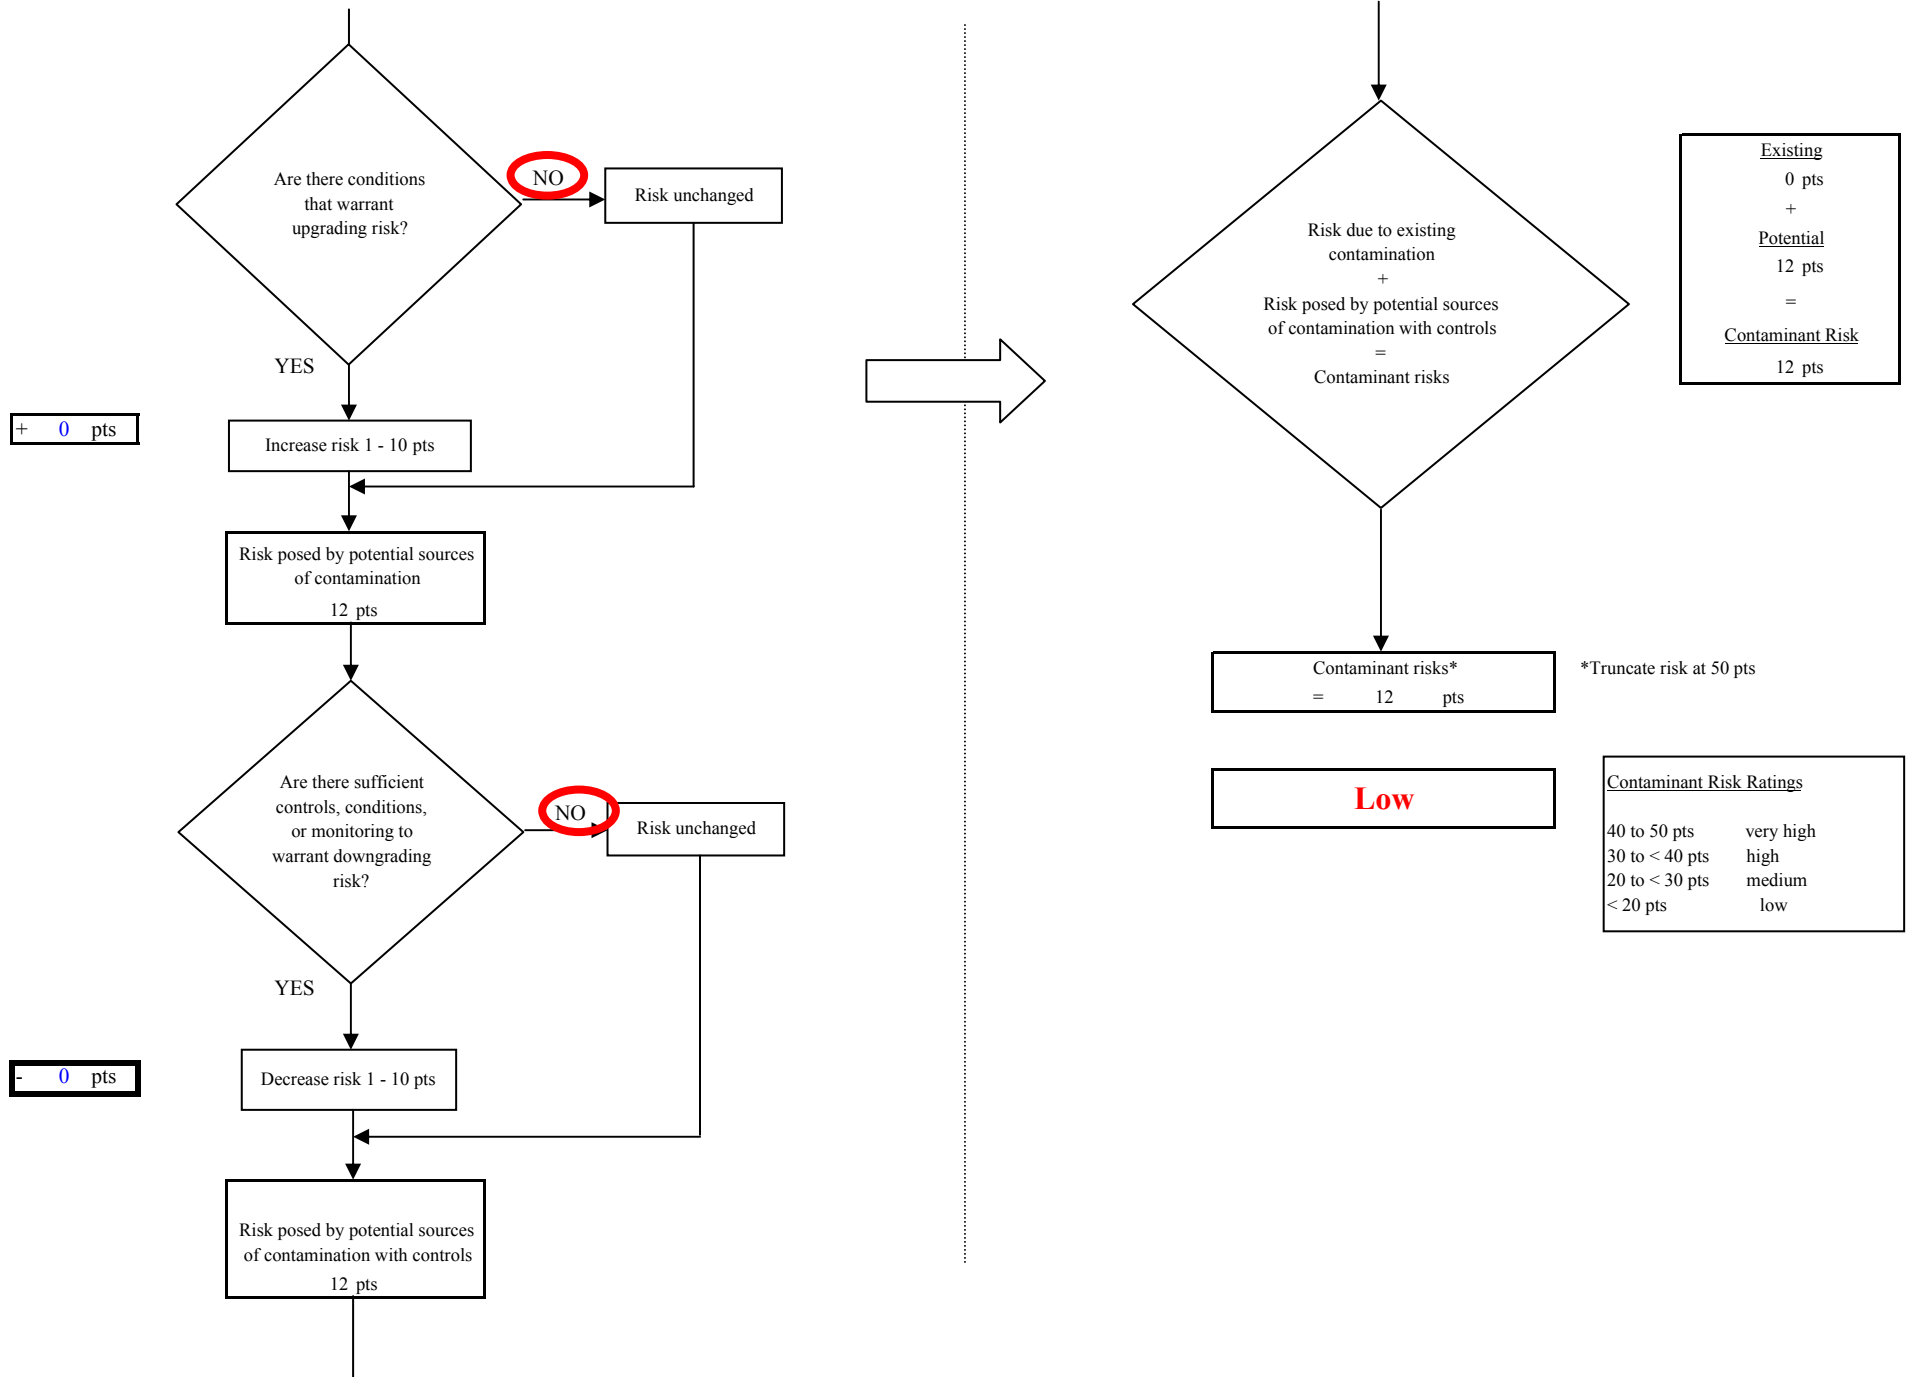 Are there conditions
that warrant
upgrading risk?
NO
Risk unchanged
YES
+ 0 pts
Increase risk 1 - 10 pts
Risk posed by potential sources
of contamination
12 pts
Are there sufficient
controls, conditions,
or monitoring to
warrant downgrading
risk?
NO
Risk unchanged
YES
- 0 pts
Decrease risk 1 - 10 pts
Risk posed by potential sources
of contamination with controls
12 pts
Risk due to existing
contamination
+
Risk posed by potential sources
of contamination with controls
=
Contaminant risks
Existing
0 pts
+
Potential
12 pts
=
Contaminant Risk
12 pts
Contaminant risks*
= 12 pts
*Truncate risk at 50 pts
Low
Contaminant Risk Ratings
40 to 50 pts very high
30 to < 40 pts high
20 to < 30 pts medium
< 20 pts low